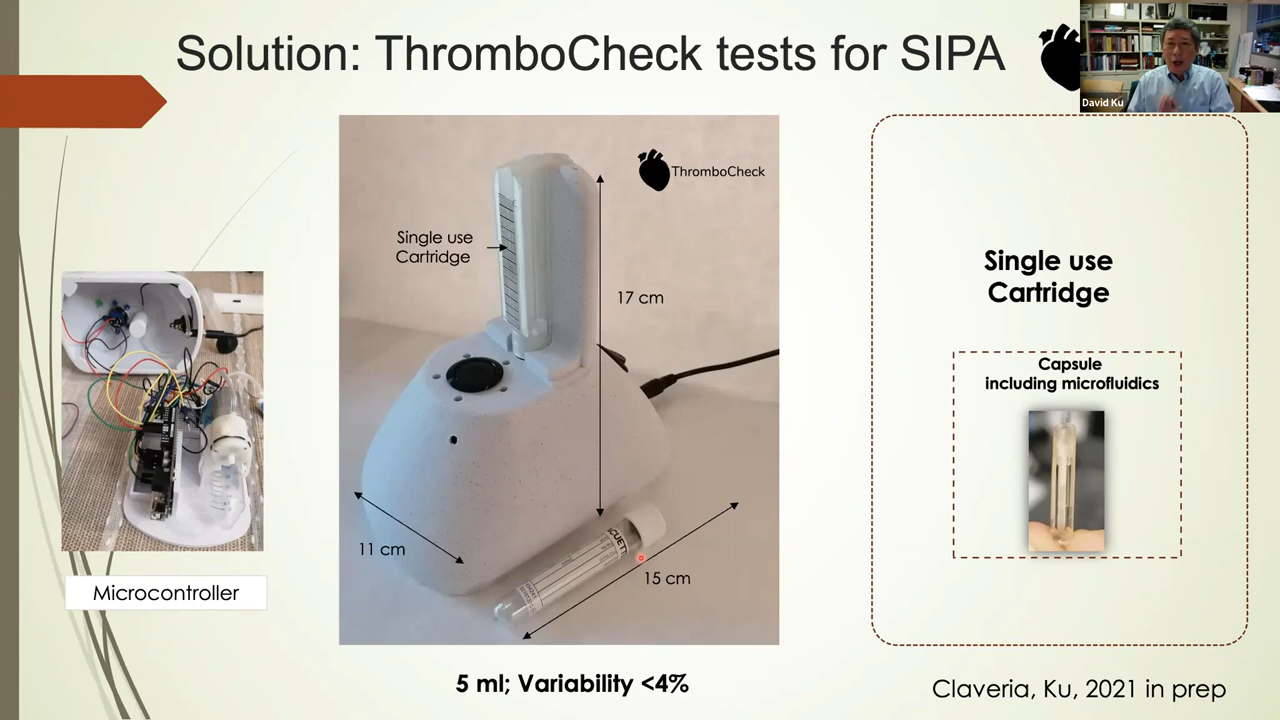 Solution: ThromboCheck tests for SIPA
David Ku
ThromboCheck
Single use
Cartridge
17 cm
11 cm
15 cm
Microcontroller
5 ml; Variability <4%
Single use
Cartridge
Capsule
including microfluidics
Claveria, Ku, 2021 in prep